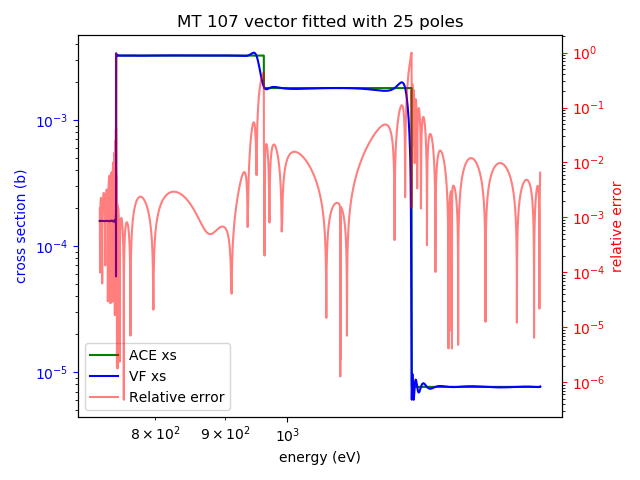 MT 107 vector fitted with 25 poles
cross section (b)
10⁻³
10⁻⁴
10⁻⁵
10⁰
10⁻¹
10⁻²
10⁻³
10⁻⁴
10⁻⁵
10⁻⁶
relative error
ACE xs
VF xs
Relative error
8 × 10² 9 × 10² 10³
energy (eV)